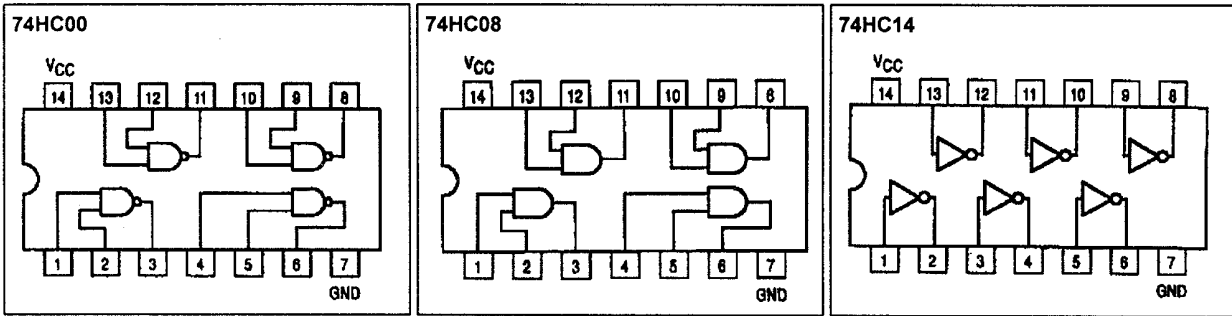 74HC00
74HC08
74HC14
VCC
VCC
VCC
14 13 12 11 10 9 8
14 13 12 11 10 9 8
14 13 12 11 10 9 8
1 2 3 4 5 6 7
1 2 3 4 5 6 7
1 2 3 4 5 6 7
GND
GND
GND